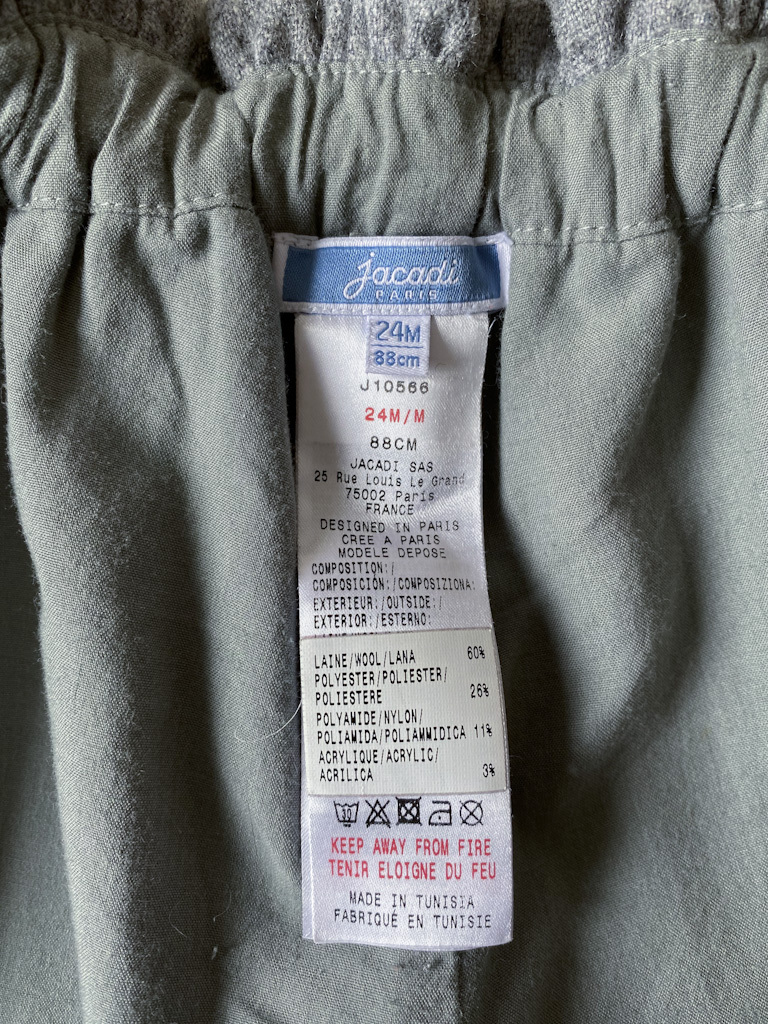 jacadi
PARIS
24M
88cm
J10566
24M/M
88CM
JACADI SAS
25 Rue Louis Le Grand
75002 Paris
FRANCE
DESIGNED IN PARIS
CREE A PARIS
MODELE DEPOSE
COMPOSITION:/
COMPOSICIÓN:/COMPOSIZIONA:
EXTERIEUR:/OUTSIDE:/
EXTERIOR:/ESTERNO:
LAINE/WOOL/LANA 60%
POLYESTER/POLIESTER/
POLIESTERE 26%
POLYAMIDE/NYLON/
POLIAMIDA/POLIAMMIDICA 11%
ACRYLIQUE/ACRYLIC/
ACRILICA 3%
30
KEEP AWAY FROM FIRE
TENIR ELOIGNE DU FEU
MADE IN TUNISIA
FABRIQUÉ EN TUNISIE